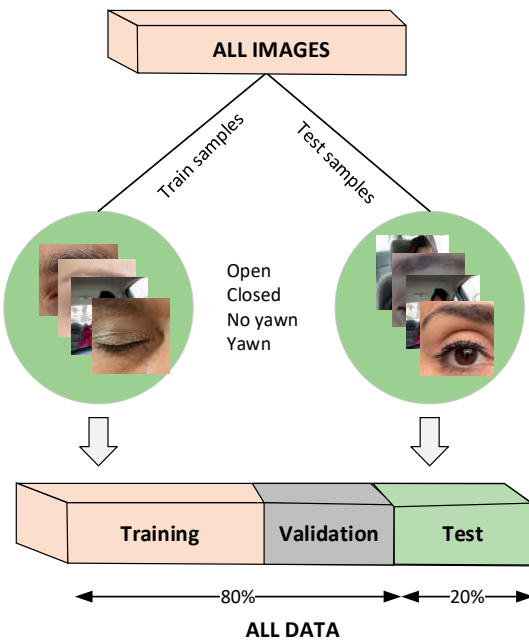 ALL IMAGES
Train samples
Test samples
Open
Closed
No yawn
Yawn
Training
Validation
Test
80%
20%
ALL DATA